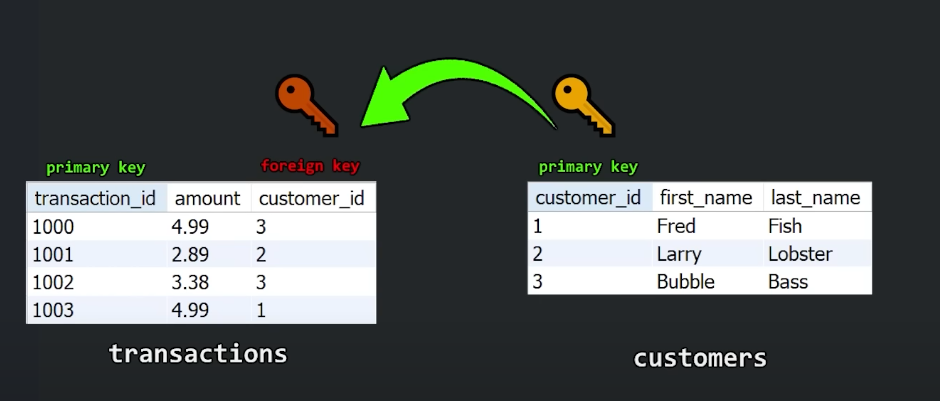 primary key
foreign key
transaction_id amount customer_id
1000 4.99 3
1001 2.89 2
1002 3.38 3
1003 4.99 1
transactions
primary key
customer_id first_name last_name
1 Fred Fish
2 Larry Lobster
3 Bubble Bass
customers